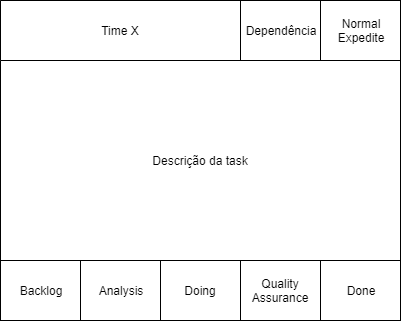 Time X
Dependência
Normal
Expedite
Descrição da task
Backlog
Analysis
Doing
Quality
Assurance
Done